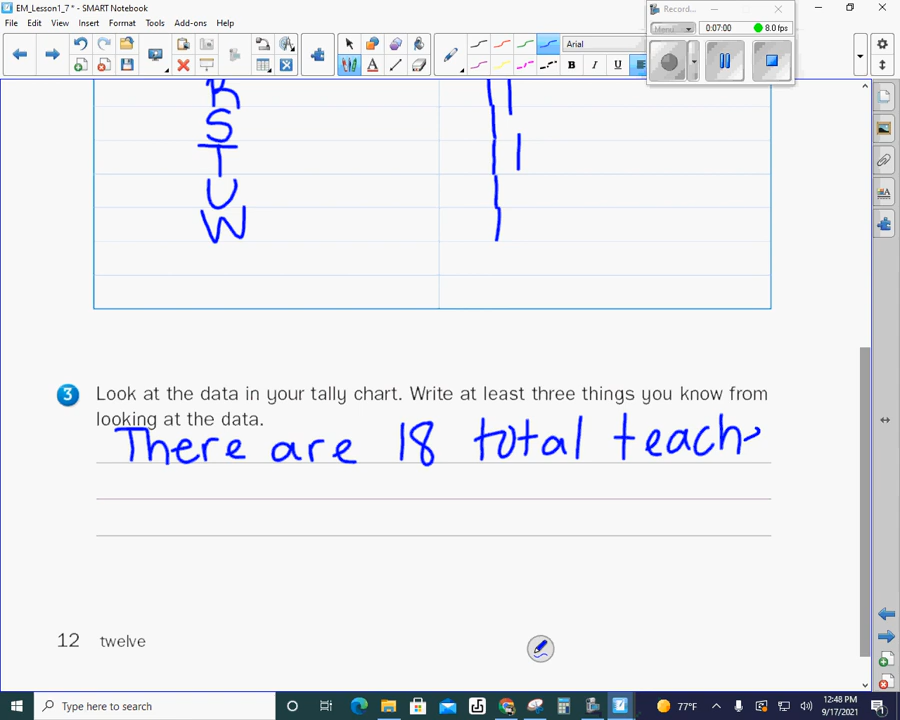 EM_Lesson1_7 * - SMART Notebook
File Edit View Insert Format Tools Add-ons Help
Record...
Menu 0:07:00 8.0 fps
Arial
B I U
K
S
T
U
W
3 Look at the data in your tally chart. Write at least three things you know from
looking at the data.
There are 18 total teach
12 twelve
Type here to search
77°F
12:48 PM
9/17/2021
1